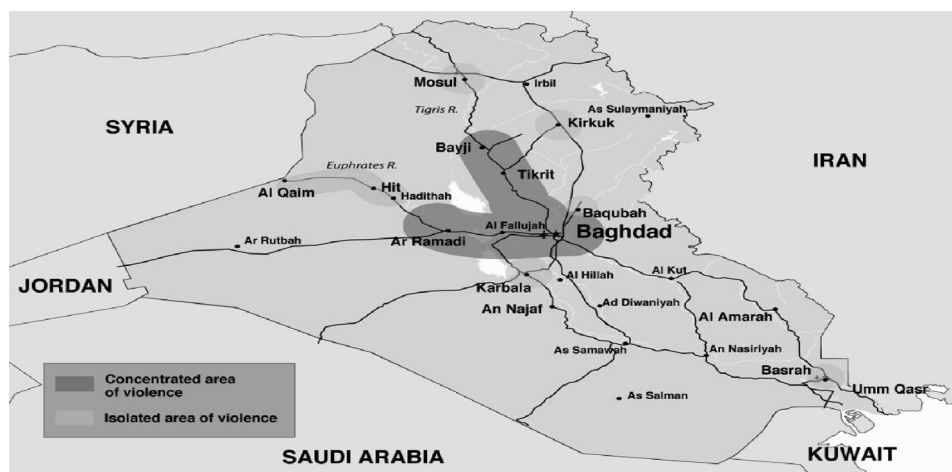 Mosul
Irbil
Tigris R.
As Sulaymaniyah
Kirkuk
SYRIA
Bayji
IRAN
Euphrates R.
Tikrit
Al Qaim
Hit
Hadithah
Baqubah
Al Fallujah
Baghdad
Ar Rutbah
Ar Ramadi
JORDAN
Karbala
Al Hillah
Al Kut
An Najaf
Ad Diwaniyah
Al Amarah
As Samawah
An Nasiriyah
Basrah
Umm Qasr
Concentrated area
of violence
Isolated area of violence
As Salman
SAUDI ARABIA
KUWAIT